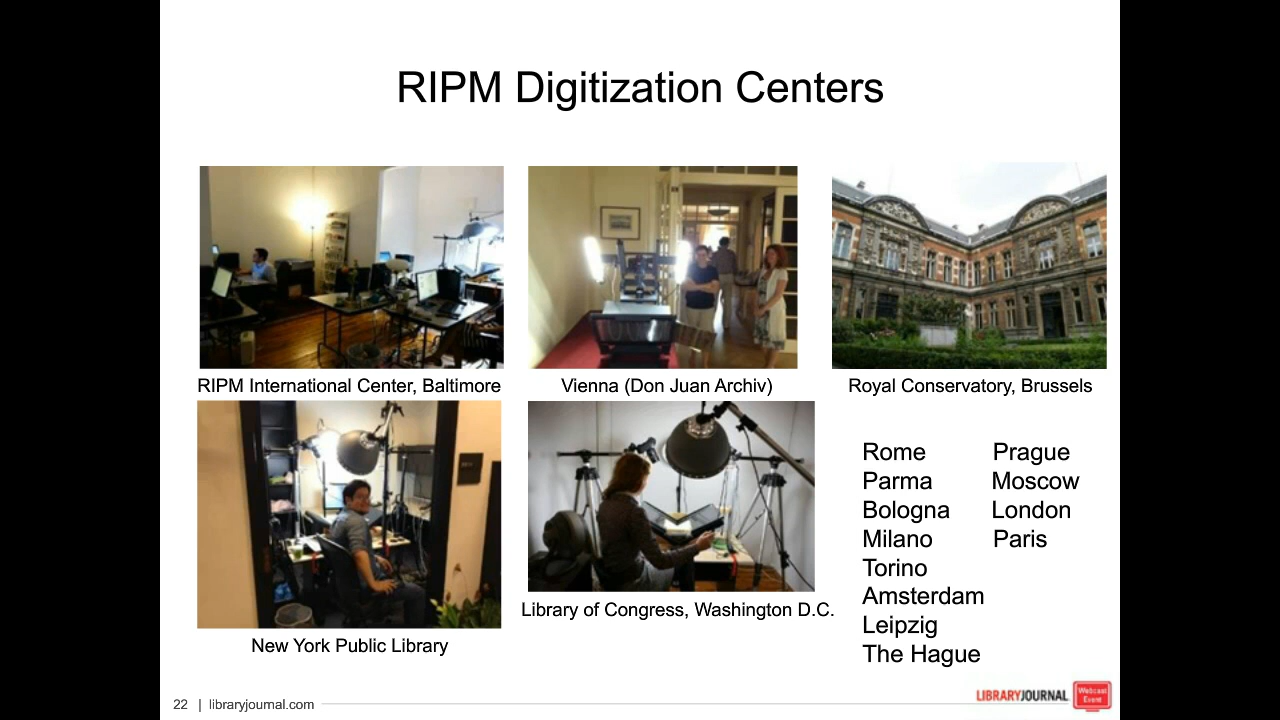 RIPM Digitization Centers
RIPM International Center, Baltimore
Vienna (Don Juan Archiv)
Royal Conservatory, Brussels
New York Public Library
Library of Congress, Washington D.C.
Rome
Parma
Bologna
Milano
Torino
Amsterdam
Leipzig
The Hague
Prague
Moscow
London
Paris
22 | libraryjournal.com
LIBRARYJOURNAL
Webcast
Event